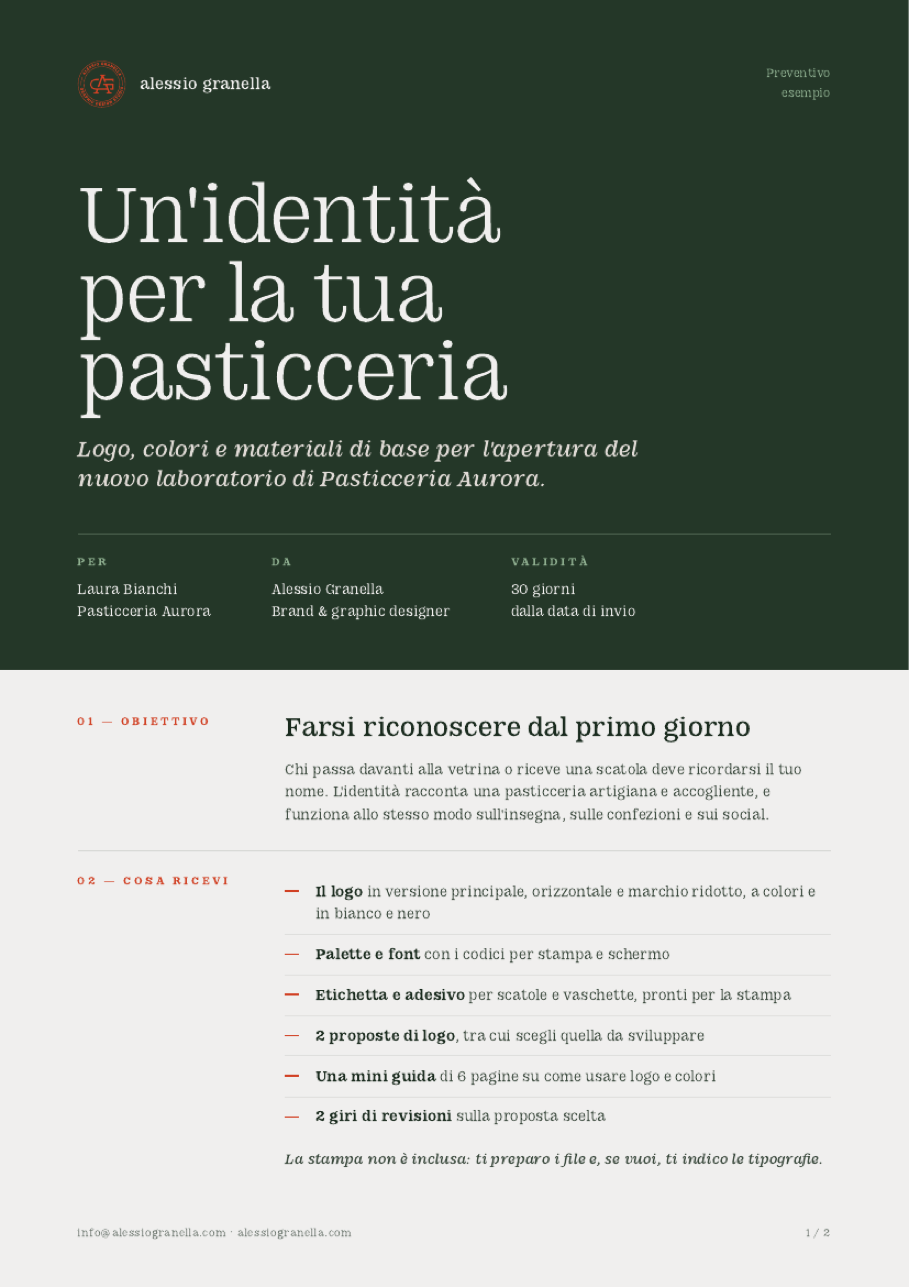 alessio granella
Preventivo
esempio
Un'identità
per la tua
pasticceria
Logo, colori e materiali di base per l'apertura del
nuovo laboratorio di Pasticceria Aurora.
PER
Laura Bianchi
Pasticceria Aurora
DA
Alessio Granella
Brand & graphic designer
VALIDITÀ
30 giorni
dalla data di invio
01 — OBIETTIVO
Farsi riconoscere dal primo giorno
Chi passa davanti alla vetrina o riceve una scatola deve ricordarsi il tuo
nome. L'identità racconta una pasticceria artigiana e accogliente, e
funziona allo stesso modo sull'insegna, sulle confezioni e sui social.
02 — COSA RICEVI
— Il logo in versione principale, orizzontale e marchio ridotto, a colori e
in bianco e nero
— Palette e font con i codici per stampa e schermo
— Etichetta e adesivo per scatole e vaschette, pronti per la stampa
— 2 proposte di logo, tra cui scegli quella da sviluppare
— Una mini guida di 6 pagine su come usare logo e colori
— 2 giri di revisioni sulla proposta scelta
La stampa non è inclusa: ti preparo i file e, se vuoi, ti indico le tipografie.
info@alessiogranella.com · alessiogranella.com
1 / 2